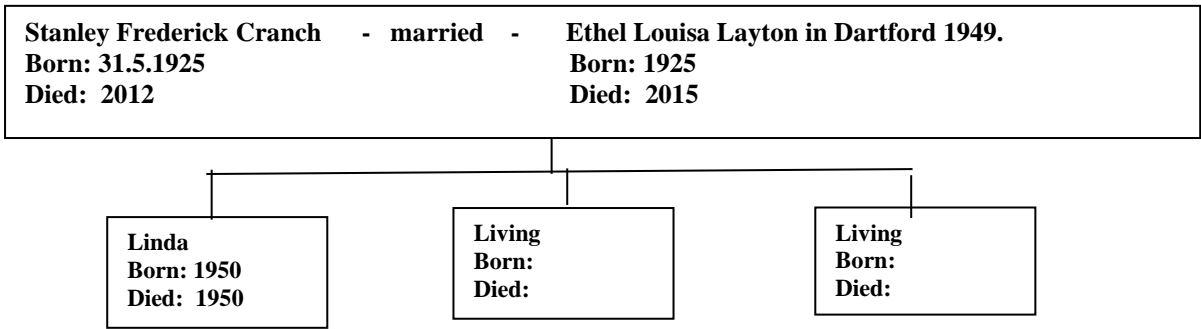 Stanley Frederick Cranch - married - Ethel Louisa Layton in Dartford 1949.
Born: 31.5.1925 Born: 1925
Died: 2012 Died: 2015
Linda
Born: 1950
Died: 1950
Living
Born:
Died:
Living
Born:
Died: